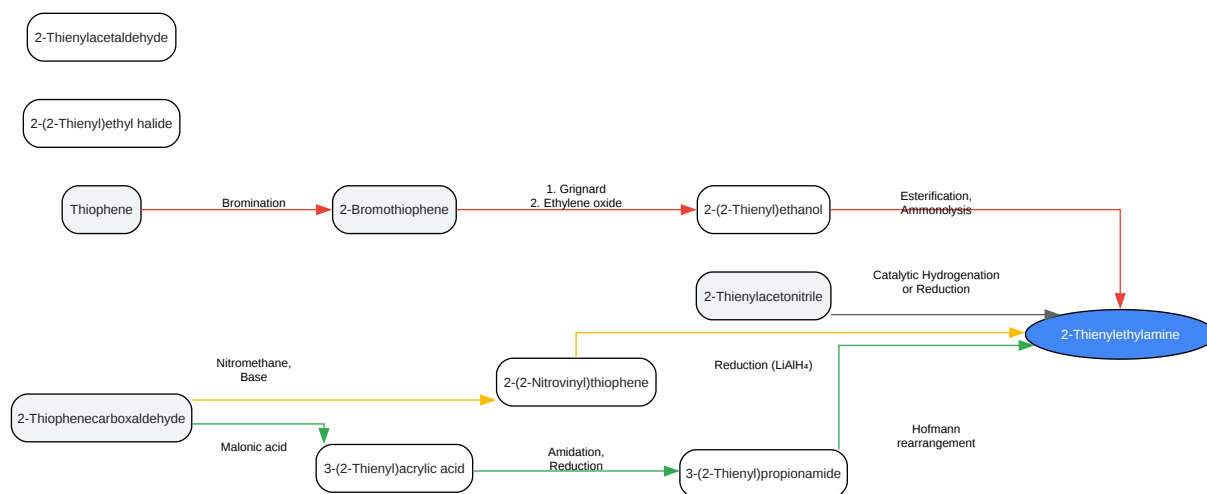 2-Thienylacetaldehyde
2-(2-Thienyl)ethyl halide
Thiophene
Bromination
2-Bromothiophene
1. Grignard
2. Ethylene oxide
2-(2-Thienyl)ethanol
Esterification,
Ammonolysis
2-Thienylacetonitrile
Catalytic Hydrogenation
or Reduction
2-Thienylethylamine
Nitromethane,
Base
2-(2-Nitrovinyl)thiophene
Reduction (LiAlH₄)
2-Thiophenecarboxaldehyde
Malonic acid
3-(2-Thienyl)acrylic acid
Amidation,
Reduction
3-(2-Thienyl)propionamide
Hofmann
rearrangement